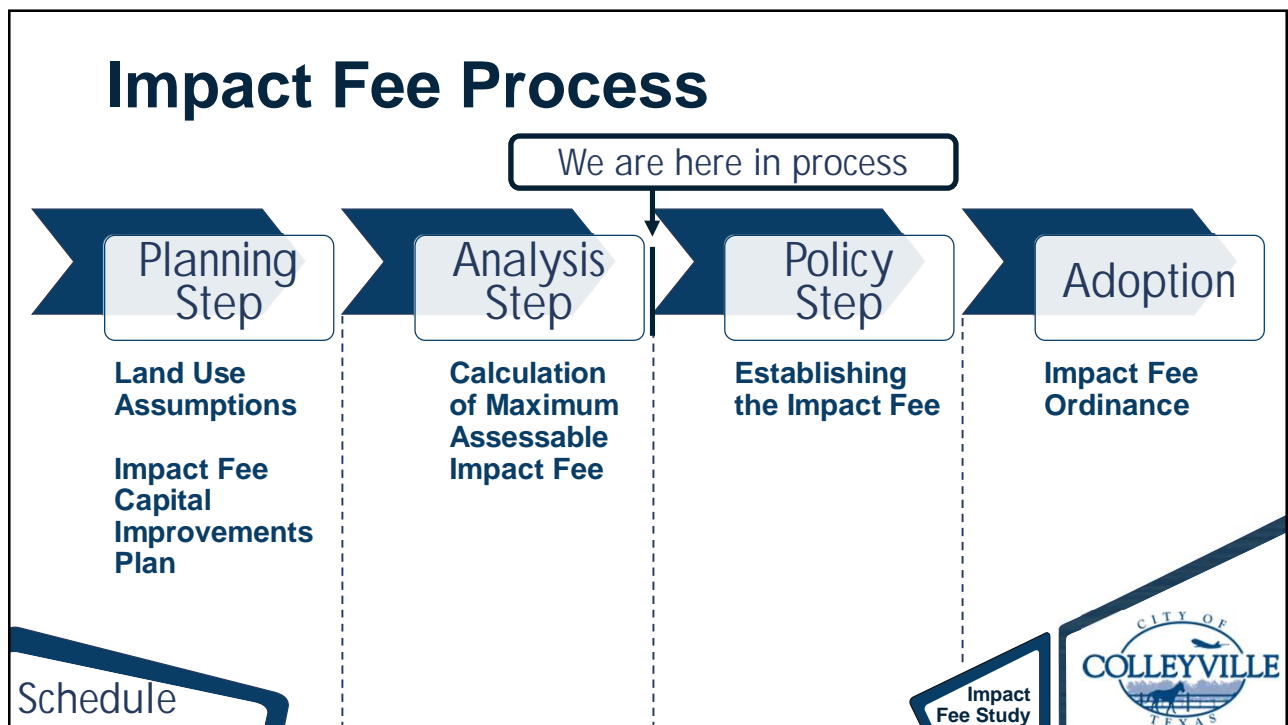 Impact Fee Process
We are here in process
Planning
Step
Analysis
Step
Policy
Step
Adoption
Land Use
Assumptions
Impact Fee
Capital
Improvements
Plan
Calculation
of Maximum
Assessable
Impact Fee
Establishing
the Impact Fee
Impact Fee
Ordinance
Schedule
Impact
Fee Study
CITY OF
COLLEYVILLE
TEXAS